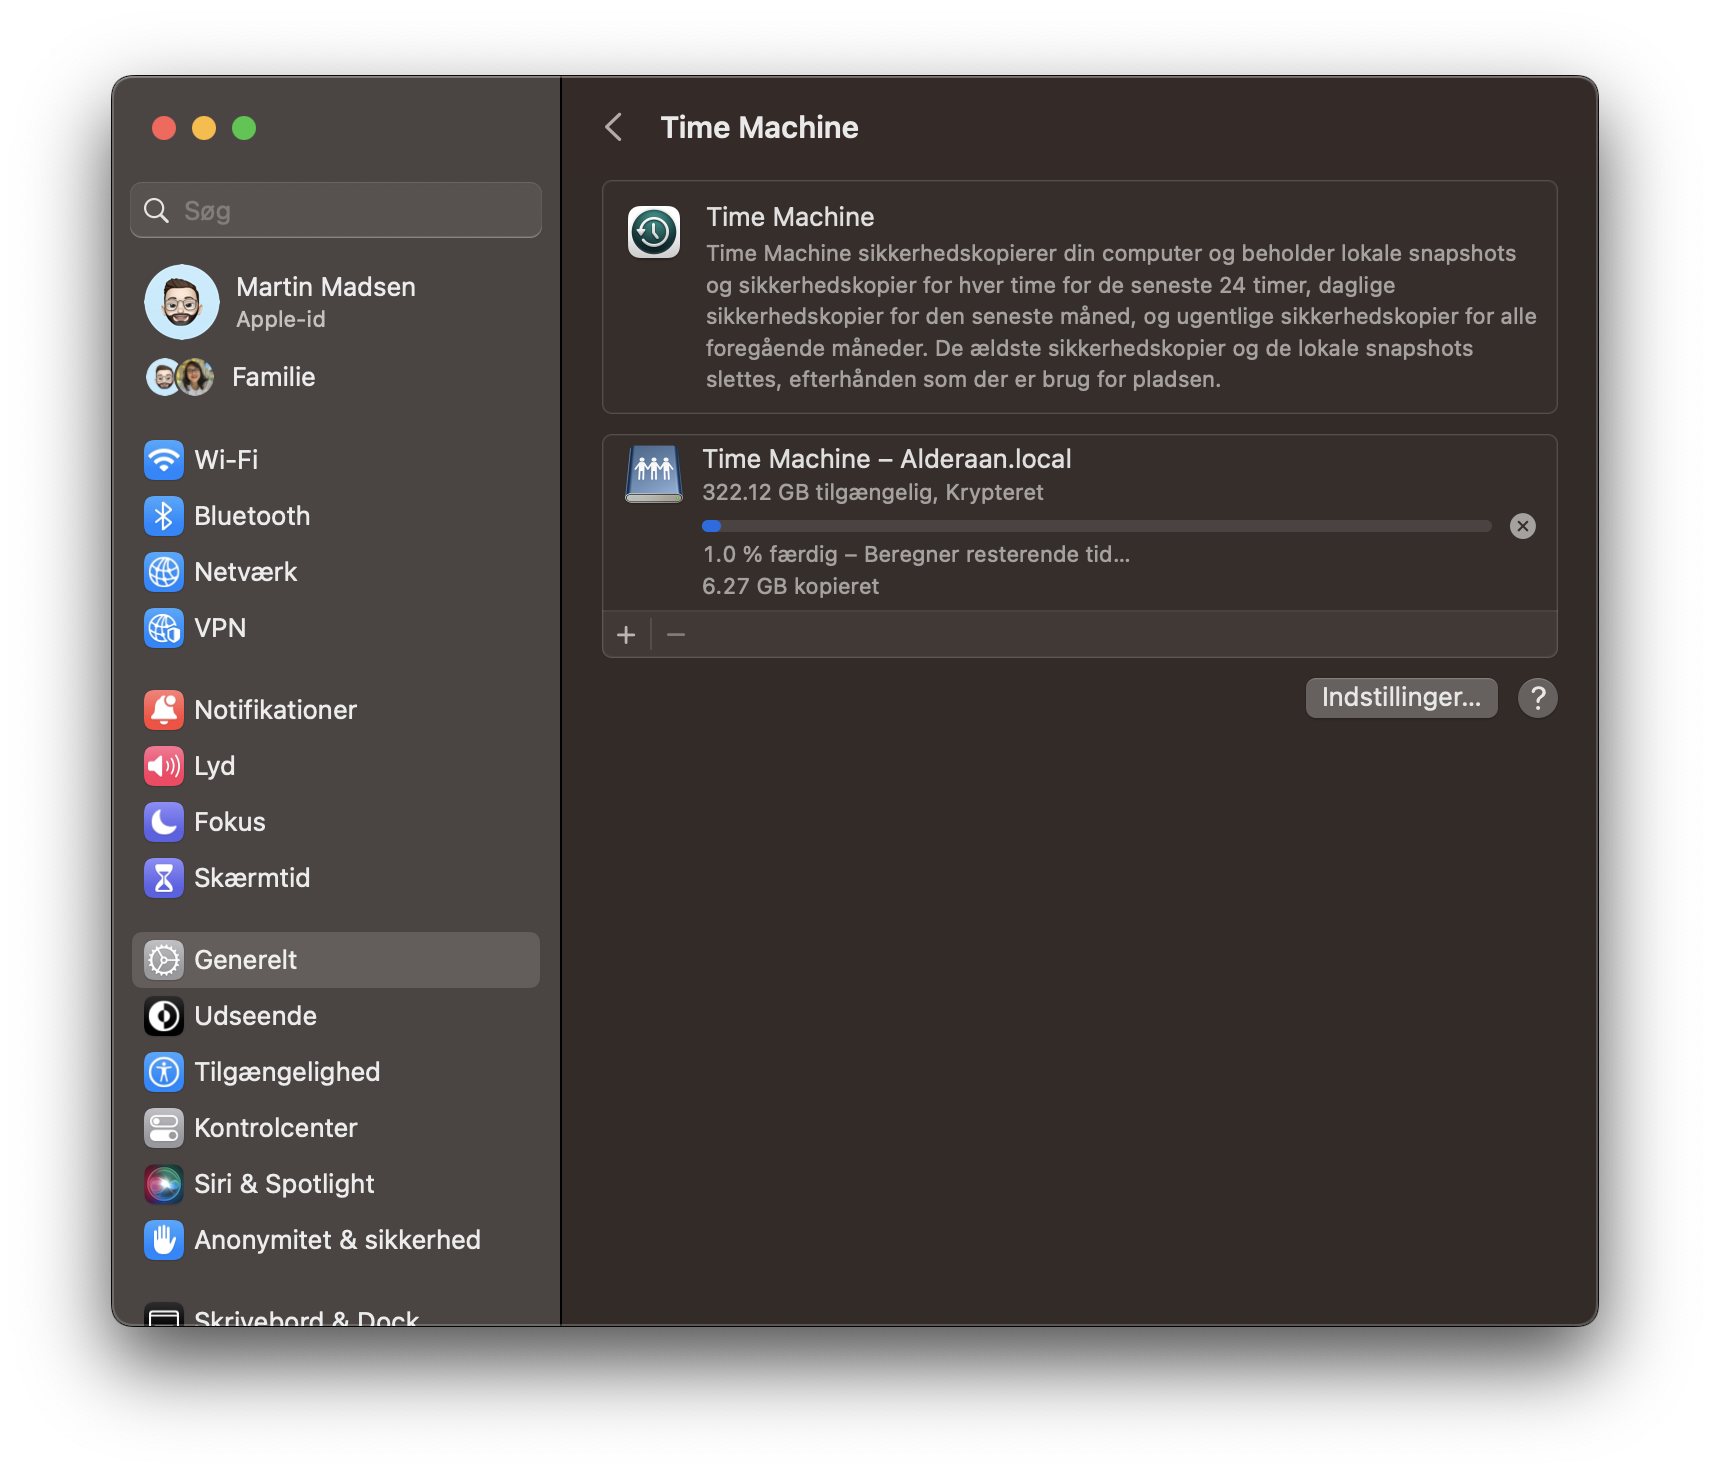 Søg
Martin Madsen
Apple-id
Familie
Wi-Fi
Bluetooth
Netværk
VPN
Notifikationer
Lyd
Fokus
Skærmtid
Generelt
Udseende
Tilgængelighed
Kontrolcenter
Siri & Spotlight
Anonymitet & sikkerhed
Skrivebord & Dock
Time Machine
Time Machine
Time Machine sikkerhedskopierer din computer og beholder lokale snapshots
og sikkerhedskopier for hver time for de seneste 24 timer, daglige
sikkerhedskopier for den seneste måned, og ugentlige sikkerhedskopier for alle
foregående måneder. De ældste sikkerhedskopier og de lokale snapshots
slettes, efterhånden som der er brug for pladsen.
Time Machine – Alderaan.local
322.12 GB tilgængelig, Krypteret
1.0 % færdig – Beregner resterende tid...
6.27 GB kopieret
Indstillinger... ?